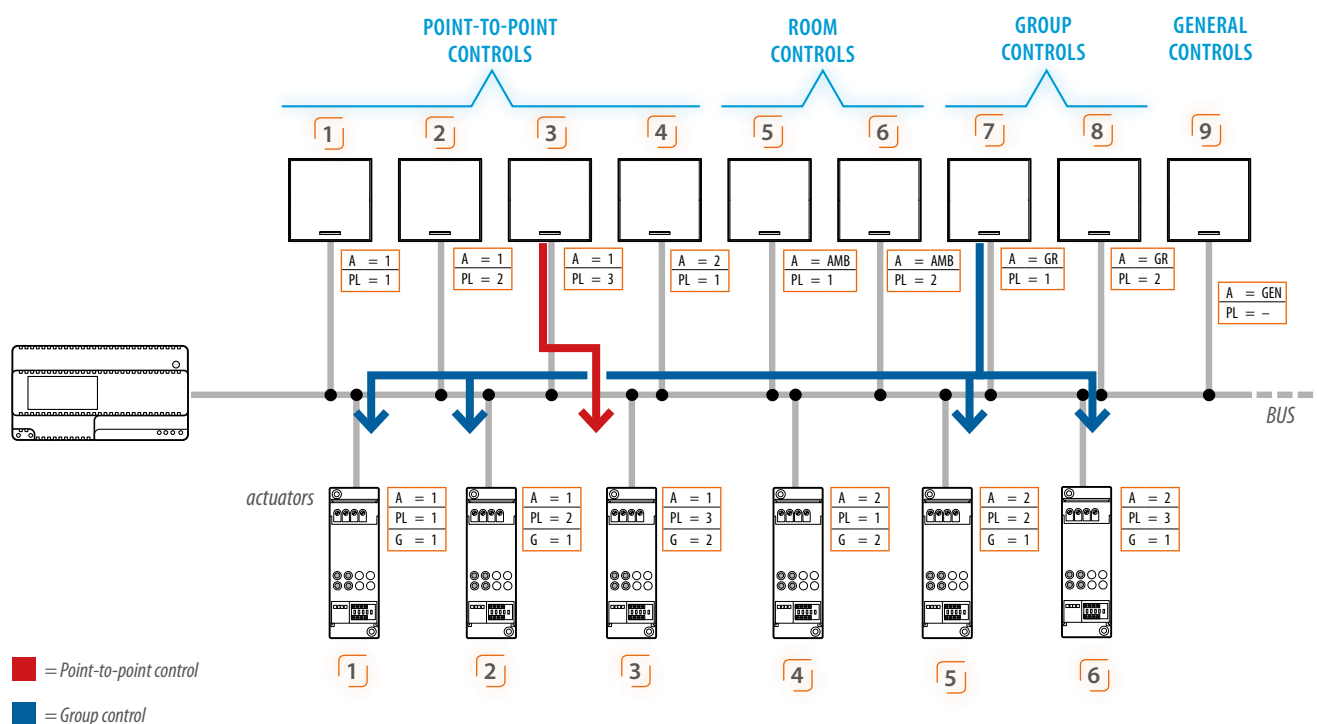 POINT-TO-POINT
CONTROLS
ROOM
CONTROLS
GROUP
CONTROLS
GENERAL
CONTROLS
1
2
3
4
5
6
7
8
9
A = 1
PL = 1
A = 1
PL = 2
A = 1
PL = 3
A = 2
PL = 1
A = AMB
PL = 1
A = AMB
PL = 2
A = GR
PL = 1
A = GR
PL = 2
A = GEN
PL = –
BUS
actuators
A = 1
PL = 1
G = 1
A = 1
PL = 2
G = 1
A = 1
PL = 3
G = 2
A = 2
PL = 1
G = 2
A = 2
PL = 2
G = 1
A = 2
PL = 3
G = 1
1
2
3
4
5
6
= Point-to-point control
= Group control